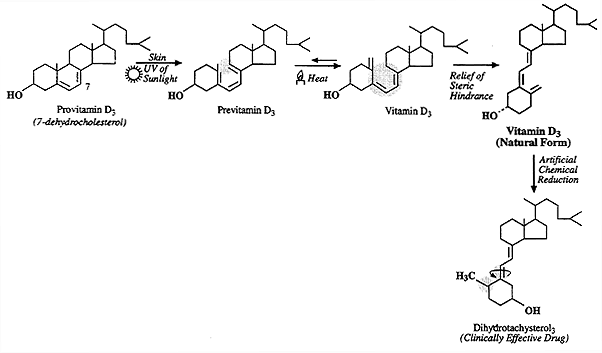 Skin
UV of
Sunlight
7
HO
Provitamin D3
(7-dehydrocholesterol)
HO
Previtamin D3
Heat
HO
Vitamin D3
Relief of
Steric
Hindrance
HO
Vitamin D3
(Natural Form)
Artificial
Chemical
Reduction
H3C
OH
Dihydrotachysterol3
(Clinically Effective Drug)